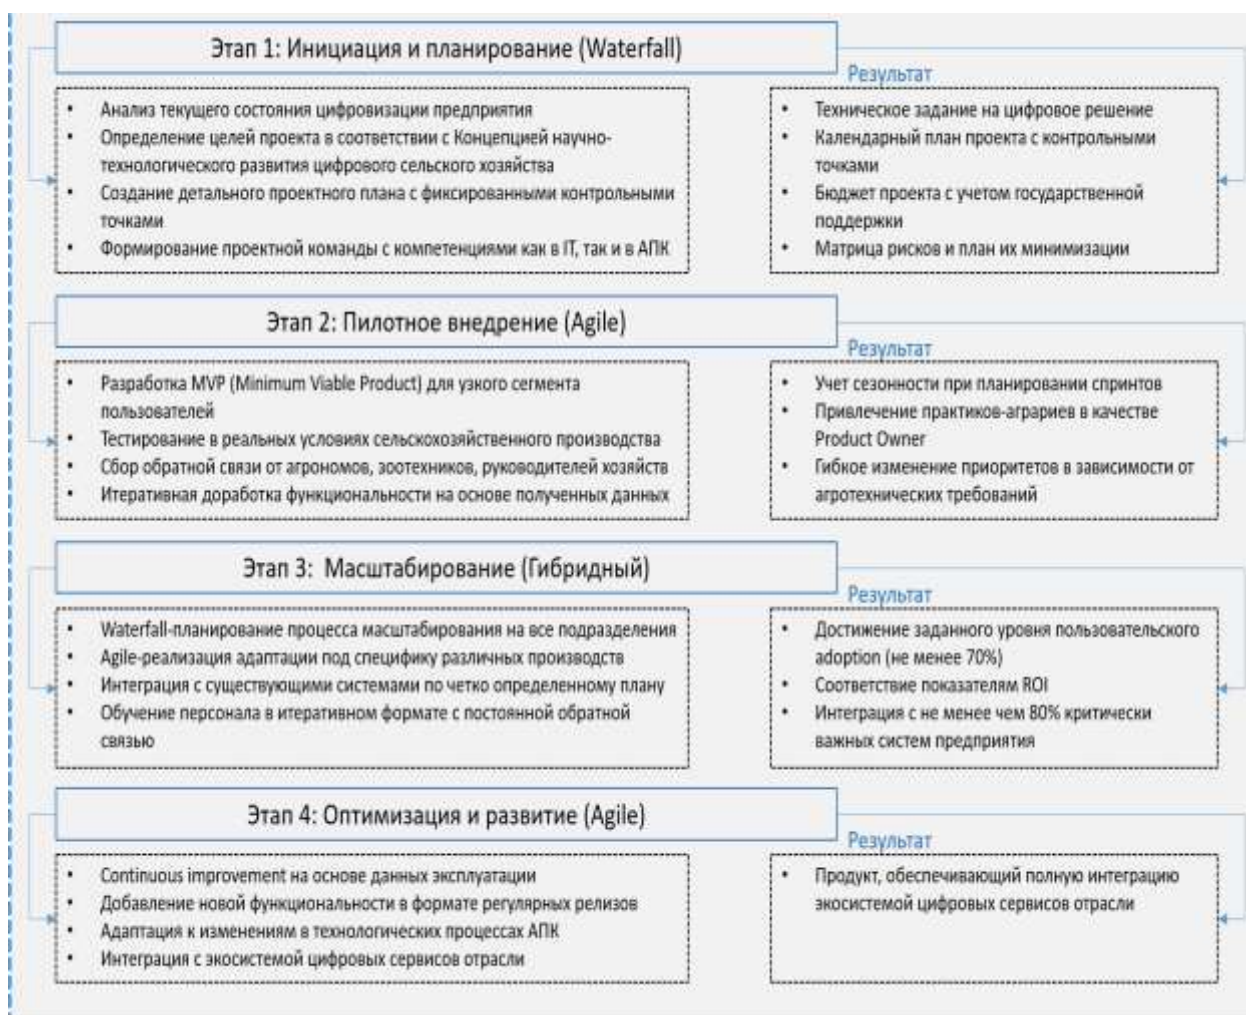 Этап 1: Инициация и планирование (Waterfall)
• Анализ текущего состояния цифровизации предприятия
• Определение целей проекта в соответствии с Концепцией научно-
технологического развития цифрового сельского хозяйства
• Создание детального проектного плана с фиксированными контрольными
точками
• Формирование проектной команды с компетенциями как в IT, так и в АПК
Результат
• Техническое задание на цифровое решение
• Календарный план проекта с контрольными
точками
• Бюджет проекта с учетом государственной
поддержки
• Матрица рисков и план их минимизации
Этап 2: Пилотное внедрение (Agile)
• Разработка MVP (Minimum Viable Product) для узкого сегмента
пользователей
• Тестирование в реальных условиях сельскохозяйственного производства
• Сбор обратной связи от агрономов, зоотехников, руководителей хозяйств
• Итеративная доработка функциональности на основе полученных данных
Результат
• Учет сезонности при планировании спринтов
• Привлечение практиков-аграриев в качестве
Product Owner
• Гибкое изменение приоритетов в зависимости от
агротехнических требований
Этап 3: Масштабирование (Гибридный)
• Waterfall-планирование процесса масштабирования на все подразделения
• Agile-реализация адаптации под специфику различных производств
• Интеграция с существующими системами по четко определенному плану
• Обучение персонала в итеративном формате с постоянной обратной
связью
Результат
• Достижение заданного уровня пользовательского
adoption (не менее 70%)
• Соответствие показателям ROI
• Интеграция с не менее чем 80% критически
важных систем предприятия
Этап 4: Оптимизация и развитие (Agile)
• Continuous improvement на основе данных эксплуатации
• Добавление новой функциональности в формате регулярных релизов
• Адаптация к изменениям в технологических процессах АПК
• Интеграция с экосистемой цифровых сервисов отрасли
Результат
• Продукт, обеспечивающий полную интеграцию
экосистемой цифровых сервисов отрасли